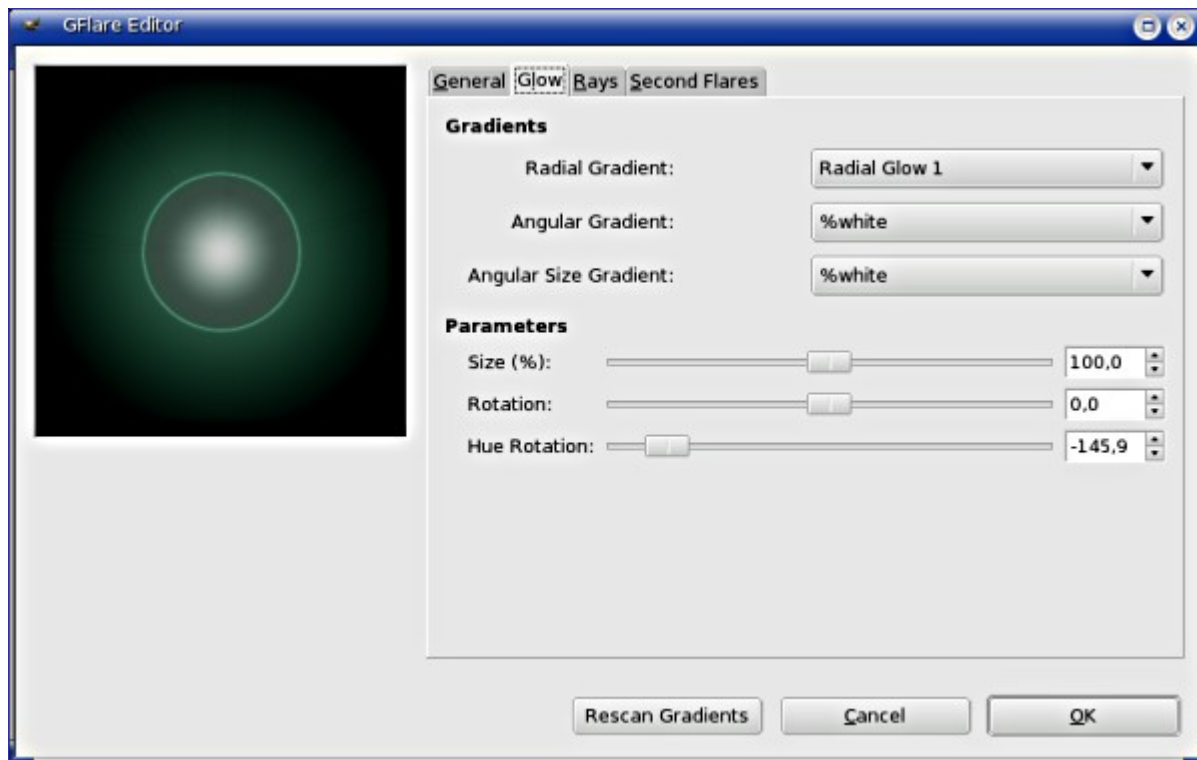 GFlare Editor
General Glow Rays Second Flares
Gradients
Radial Gradient: Radial Glow 1
Angular Gradient: %white
Angular Size Gradient: %white
Parameters
Size (%): 100,0
Rotation: 0,0
Hue Rotation: -145,9
Rescan Gradients Cancel OK